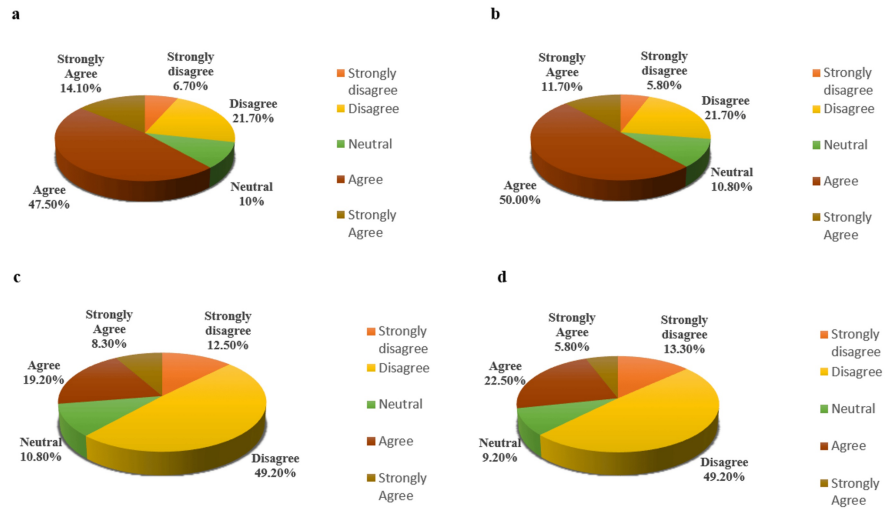 a
Strongly
Agree
14.10%
Strongly
disagree
6.70%
Disagree
21.70%
Neutral
10%
Agree
47.50%
Strongly
disagree
Disagree
Neutral
Agree
Strongly
Agree
b
Strongly
Agree
11.70%
Strongly
disagree
5.80%
Disagree
21.70%
Neutral
10.80%
Agree
50.00%
Strongly
disagree
Disagree
Neutral
Agree
Strongly
Agree
c
Strongly
Agree
8.30%
Strongly
disagree
12.50%
Agree
19.20%
Neutral
10.80%
Disagree
49.20%
Strongly
disagree
Disagree
Neutral
Agree
Strongly
Agree
d
Strongly
Agree
5.80%
Strongly
disagree
13.30%
Agree
22.50%
Neutral
9.20%
Disagree
49.20%
Strongly
disagree
Disagree
Neutral
Agree
Strongly
Agree